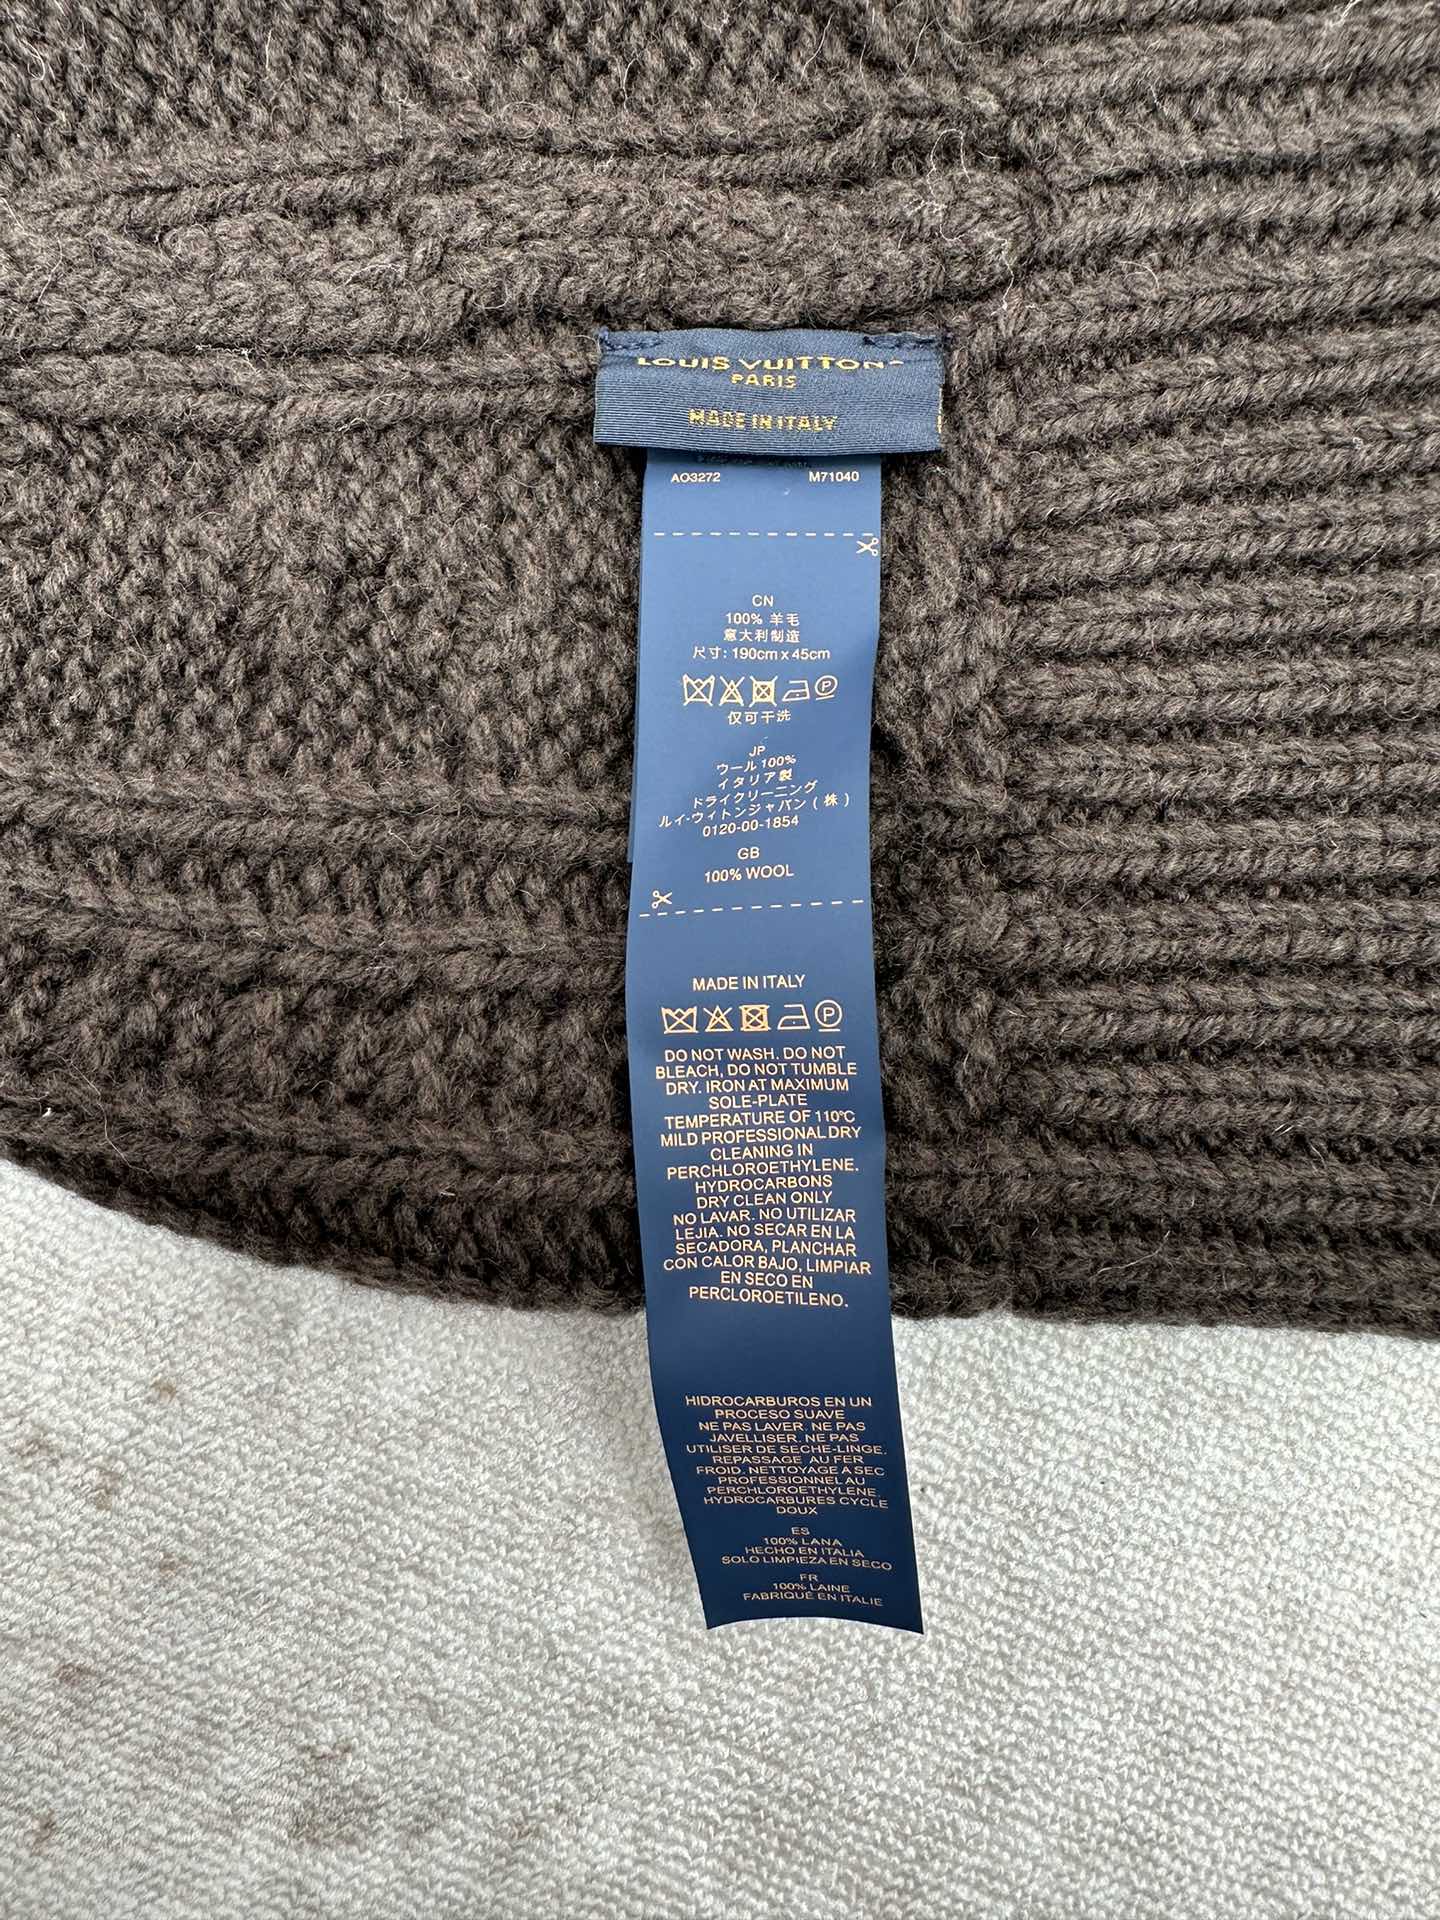 LOUIS VUITTON
PARIS
MADE IN ITALY
AO3272 M71040
CN
100% 羊毛
意大利制造
尺寸: 190cm x 45cm
P
仅可干洗
JP
ウール 100%
イタリア製
ドライクリーニング
ルイ・ウィトンジャパン ( 株 )
0120-00-1854
GB
100% WOOL
MADE IN ITALY
P
DO NOT WASH. DO NOT
BLEACH, DO NOT TUMBLE
DRY. IRON AT MAXIMUM
SOLE-PLATE
TEMPERATURE OF 110℃
MILD PROFESSIONAL DRY
CLEANING IN
PERCHLOROETHYLENE.
HYDROCARBONS
DRY CLEAN ONLY
NO LAVAR. NO UTILIZAR
LEJIA. NO SECAR EN LA
SECADORA, PLANCHAR
CON CALOR BAJO, LIMPIAR
EN SECO EN
PERCLOROETILENO.
HIDROCARBUROS EN UN
PROCESO SUAVE
NE PAS LAVER. NE PAS
JAVELLISER. NE PAS
UTILISER DE SECHE-LINGE.
REPASSAGE AU FER
FROID. NETTOYAGE A SEC
PROFESSIONNEL AU
PERCHLOROETHYLENE.
HYDROCARBURES CYCLE
DOUX
ES
100% LANA
HECHO EN ITALIA
SOLO LIMPIEZA EN SECO
FR
100% LAINE
FABRIQUÉ EN ITALIE